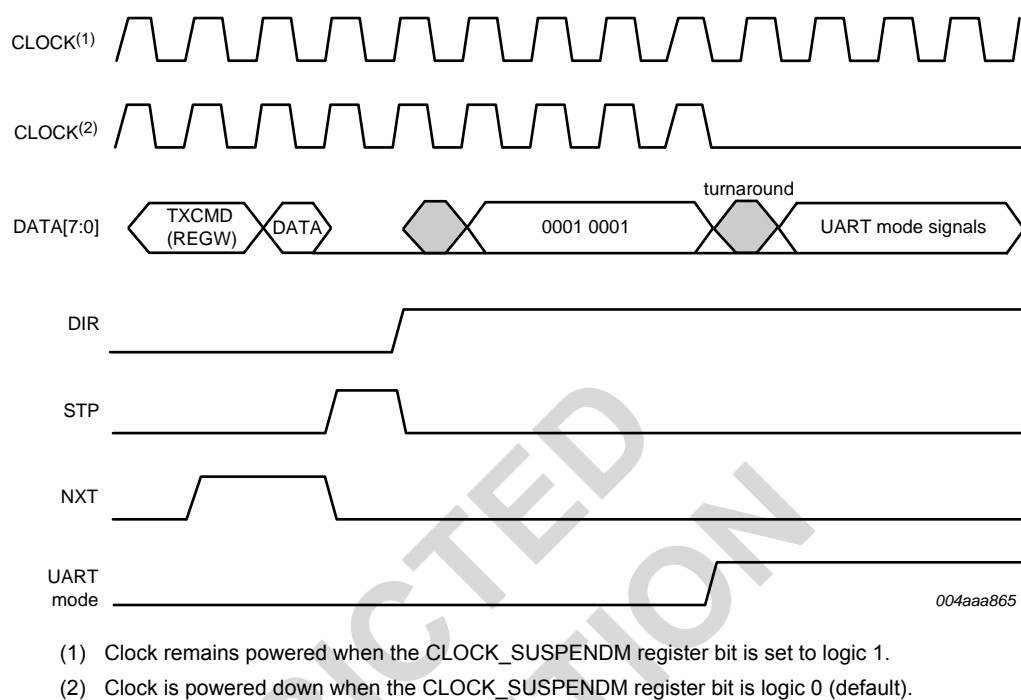 CLOCK(1)
CLOCK(2)
turnaround
DATA[7:0]
TXCMD
(REGW)
DATA
0001 0001
UART mode signals
DIR
STP
NXT
UART
mode
004aaa865
(1) Clock remains powered when the CLOCK_SUSPENDM register bit is set to logic 1.
(2) Clock is powered down when the CLOCK_SUSPENDM register bit is logic 0 (default).